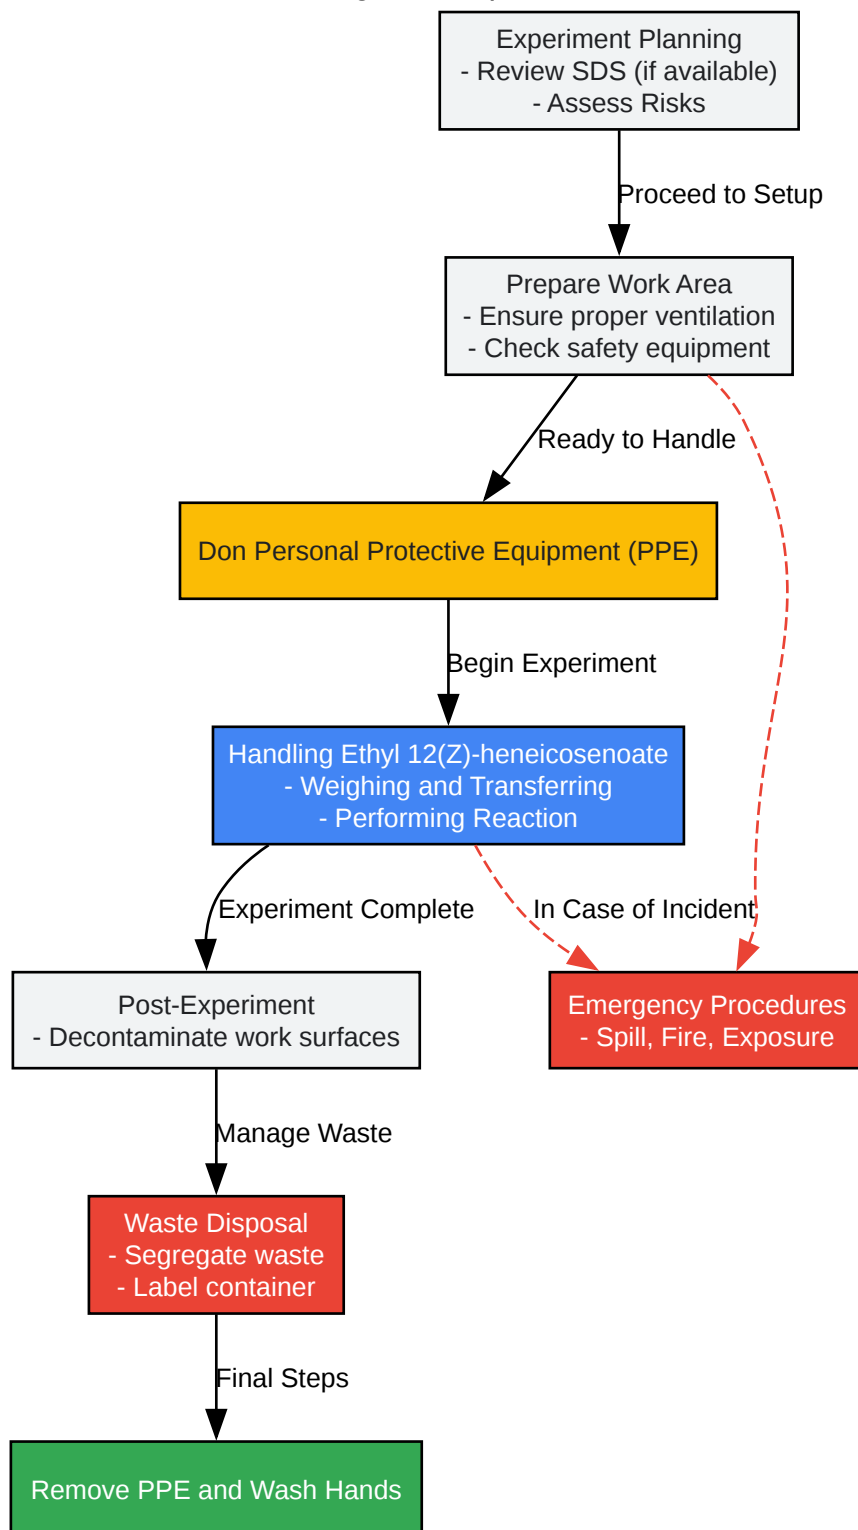 Experiment Planning
- Review SDS (if available)
- Assess Risks
Proceed to Setup
Prepare Work Area
- Ensure proper ventilation
- Check safety equipment
Ready to Handle
Don Personal Protective Equipment (PPE)
Begin Experiment
Handling Ethyl 12(Z)-heneicosenoate
- Weighing and Transferring
- Performing Reaction
Experiment Complete
In Case of Incident
Post-Experiment
- Decontaminate work surfaces
Emergency Procedures
- Spill, Fire, Exposure
Manage Waste
Waste Disposal
- Segregate waste
- Label container
Final Steps
Remove PPE and Wash Hands